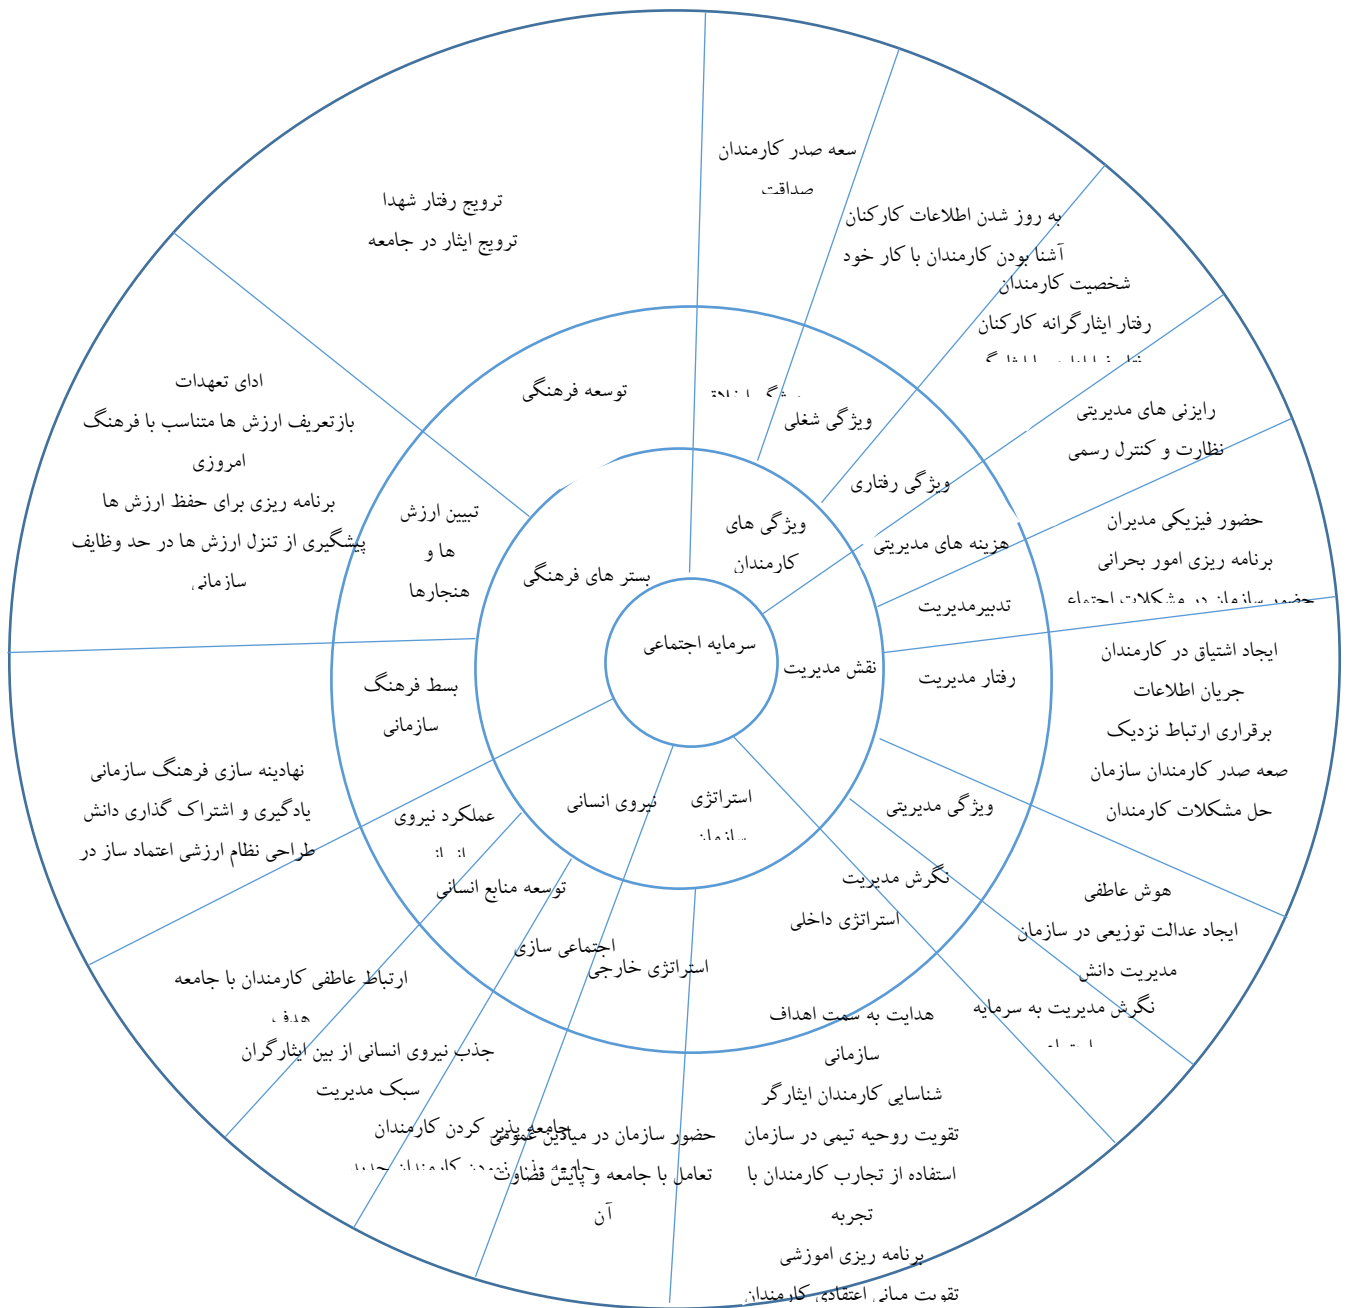 سعه صدر کارمندان
صداقت
ترویج رفتار شهدا
ترویج ایثار در جامعه
به روز شدن اطلاعات کارکنان
آشنا بودن کارمندان با کار خود
شخصیت کارمندان
رفتار ایثارگرانه کارکنان
ادای تعهدات
بازتعریف ارزش ها متناسب با فرهنگ
امروزی
برنامه ریزی برای حفظ ارزش ها
پیشگیری از تنزل ارزش ها در حد وظایف
سازمانی
توسعه فرهنگی
ویژگی شغلی
رایزنی های مدیریتی
نظارت و کنترل رسمی
ویژگی رفتاری
تبیین ارزش
ها و
هنجارها
ویژگی های
کارمندان
حضور فیزیکی مدیران
برنامه ریزی امور بحرانی
حضور سازمان در مشکلات
هزینه های مدیریتی
بستر های فرهنگی
تدبیرمدیریت
سرمایه اجتماعی
نقش مدیریت
رفتار مدیریت
ایجاد اشتیاق در کارمندان
جریان اطلاعات
برقراری ارتباط نزدیک
صعه صدر کارمندان سازمان
حل مشکلات کارمندان
بسط فرهنگ
سازمانی
نهادینه سازی فرهنگ سازمانی
یادگیری و اشتراک گذاری دانش
طراحی نظام ارزشی اعتماد ساز در
عملکرد نیروی
نیروی انسانی
استراتژی
سازمان
ویژگی مدیریتی
نگرش مدیریت
استراتژی داخلی
توسعه منابع انسانی
اجتماعی سازی
استراتژی خارجی
هوش عاطفی
ایجاد عدالت توزیعی در سازمان
مدیریت دانش
نگرش مدیریت به سرمایه
ارتباط عاطفی کارمندان با جامعه
هدف
جذب نیروی انسانی از بین ایثارگران
سبک مدیریت
جامعه پذیر کردن کارمندان
حضور سازمان در میادین عمومی
تعامل با جامعه و پایش قضاوت
آن
هدایت به سمت اهداف
سازمانی
شناسایی کارمندان ایثارگر
تقویت روحیه تیمی در سازمان
استفاده از تجارب کارمندان با
تجربه
برنامه ریزی اموزشی
تقویت مبانی اعتقادی کارمندان